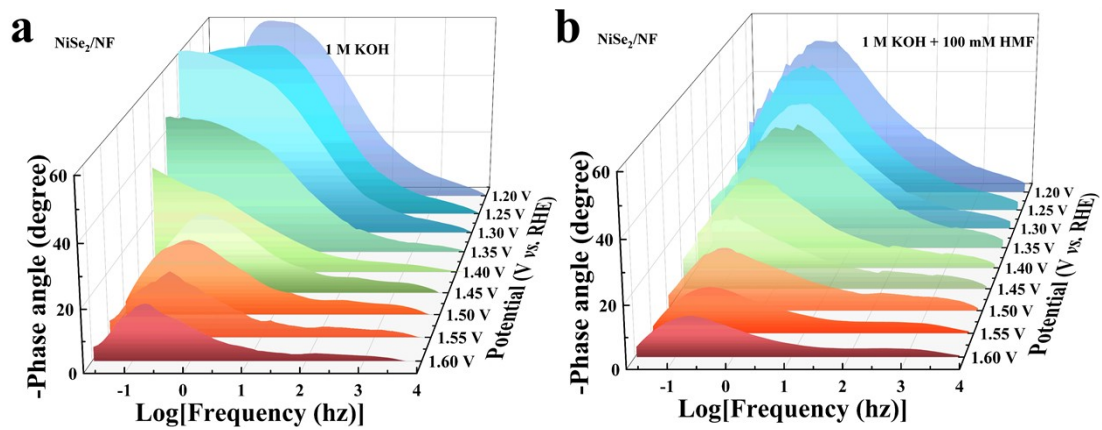 a
NiSe₂/NF
1 M KOH
-Phase angle (degree)
60
40
20
0
-1
0
1
2
3
4
Log[Frequency (hz)]
1.20 V
1.25 V
1.30 V
1.35 V
1.40 V
1.45 V
1.50 V
1.55 V
1.60 V
Potential (V vs. RHE)
b
NiSe₂/NF
1 M KOH + 100 mM HMF
-Phase angle (degree)
60
40
20
0
-1
0
1
2
3
4
Log[Frequency (hz)]
1.20 V
1.25 V
1.30 V
1.35 V
1.40 V
1.45 V
1.50 V
1.55 V
1.60 V
Potential (V vs. RHE)